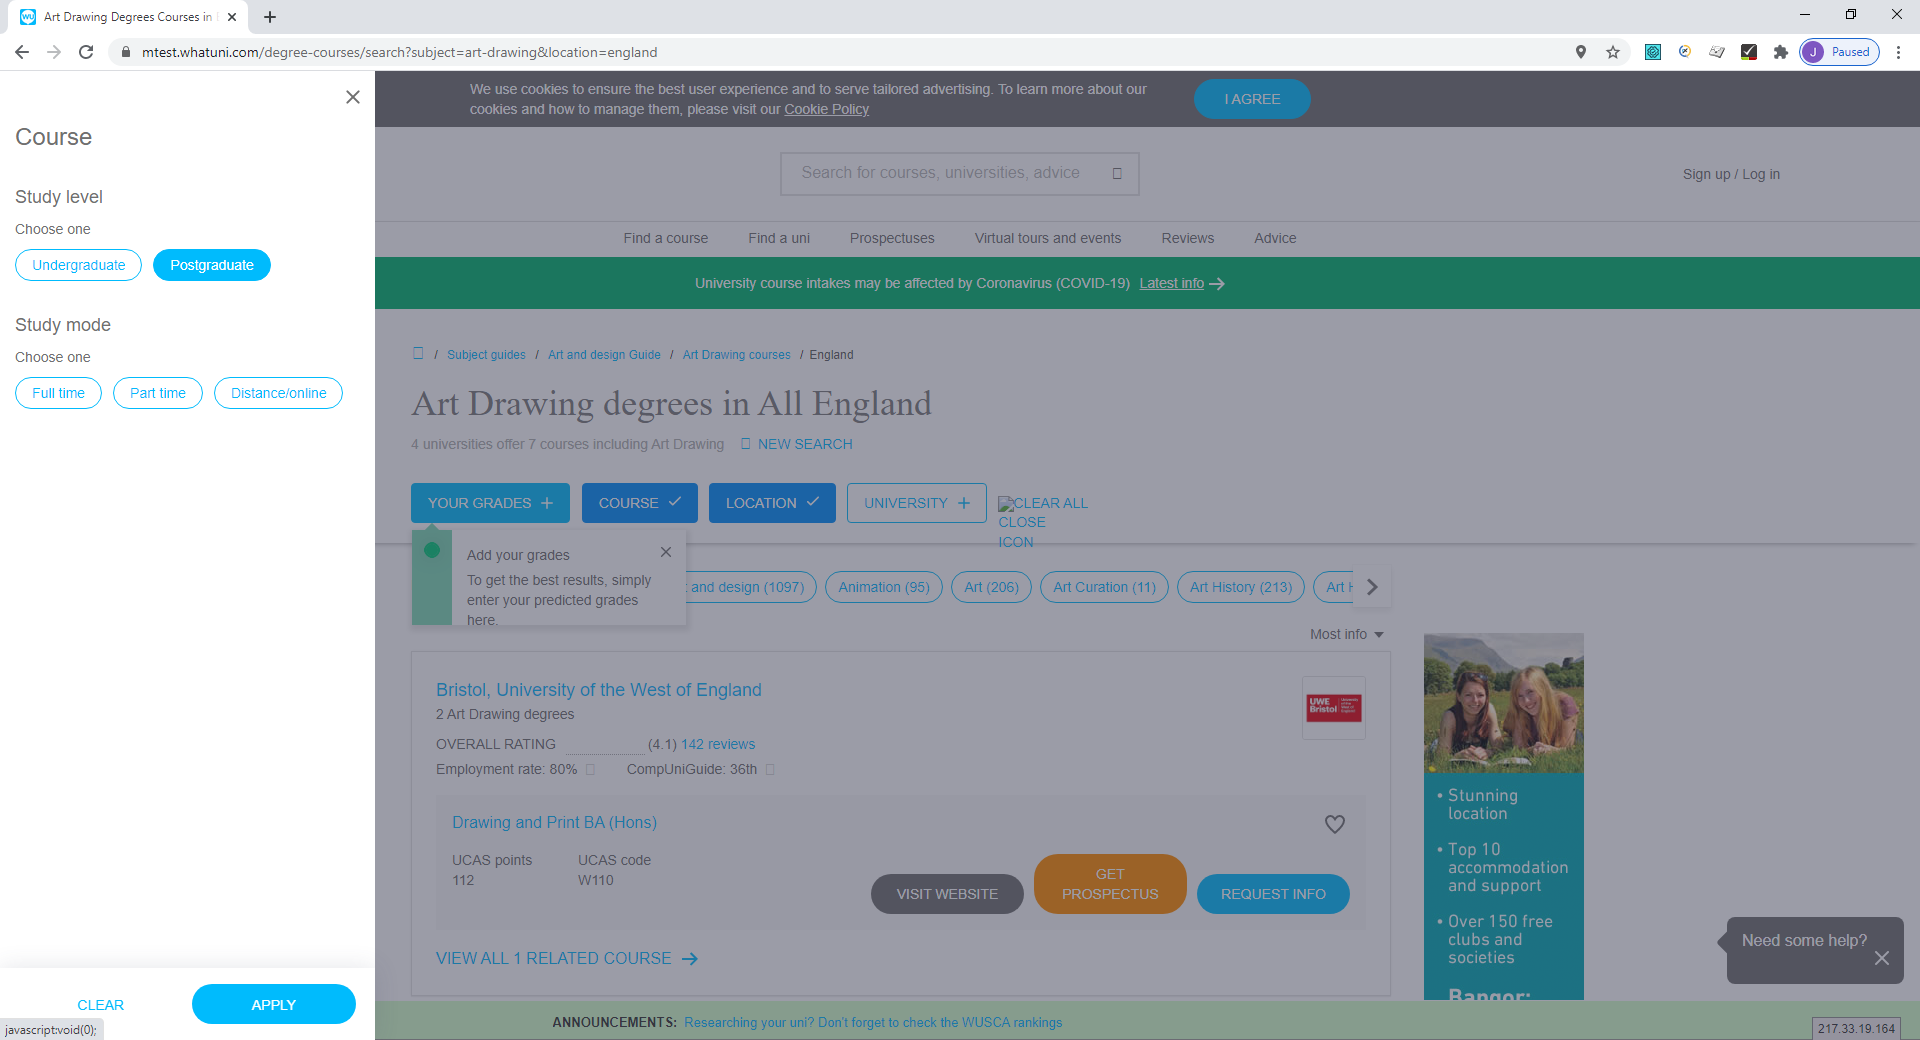 Art Drawing Degrees Courses in
mtest.whatuni.com/degree-courses/search?subject=art-drawing&location=england
J Paused
Course
Study level
Choose one
Undergraduate Postgraduate
Study mode
Choose one
Full time Part time Distance/online
CLEAR APPLY
javascript:void(0);
We use cookies to ensure the best user experience and to serve tailored advertising. To learn more about our
cookies and how to manage them, please visit our Cookie Policy
I AGREE
Search for courses, universities, advice
Sign up / Log in
Find a course Find a uni Prospectuses Virtual tours and events Reviews Advice
University course intakes may be affected by Coronavirus (COVID-19) Latest info
/ Subject guides / Art and design Guide / Art Drawing courses / England
Art Drawing degrees in All England
4 universities offer 7 courses including Art Drawing NEW SEARCH
YOUR GRADES COURSE LOCATION UNIVERSITY
CLEAR ALL
CLOSE
ICON
Add your grades
To get the best results, simply
enter your predicted grades
here.
and design (1097) Animation (95) Art (206) Art Curation (11) Art History (213) Art
Most info
Bristol, University of the West of England
2 Art Drawing degrees
OVERALL RATING (4.1) 142 reviews
Employment rate: 80% CompUniGuide: 36th
UWE
Bristol
Drawing and Print BA (Hons)
UCAS points UCAS code
112 W110
VISIT WEBSITE
GET
PROSPECTUS
REQUEST INFO
VIEW ALL 1 RELATED COURSE
• Stunning
location
• Top 10
accommodation
and support
• Over 150 free
clubs and
societies
Bangor:
Need some help?
ANNOUNCEMENTS: Researching your uni? Don't forget to check the WUSCA rankings
217.33.19.164